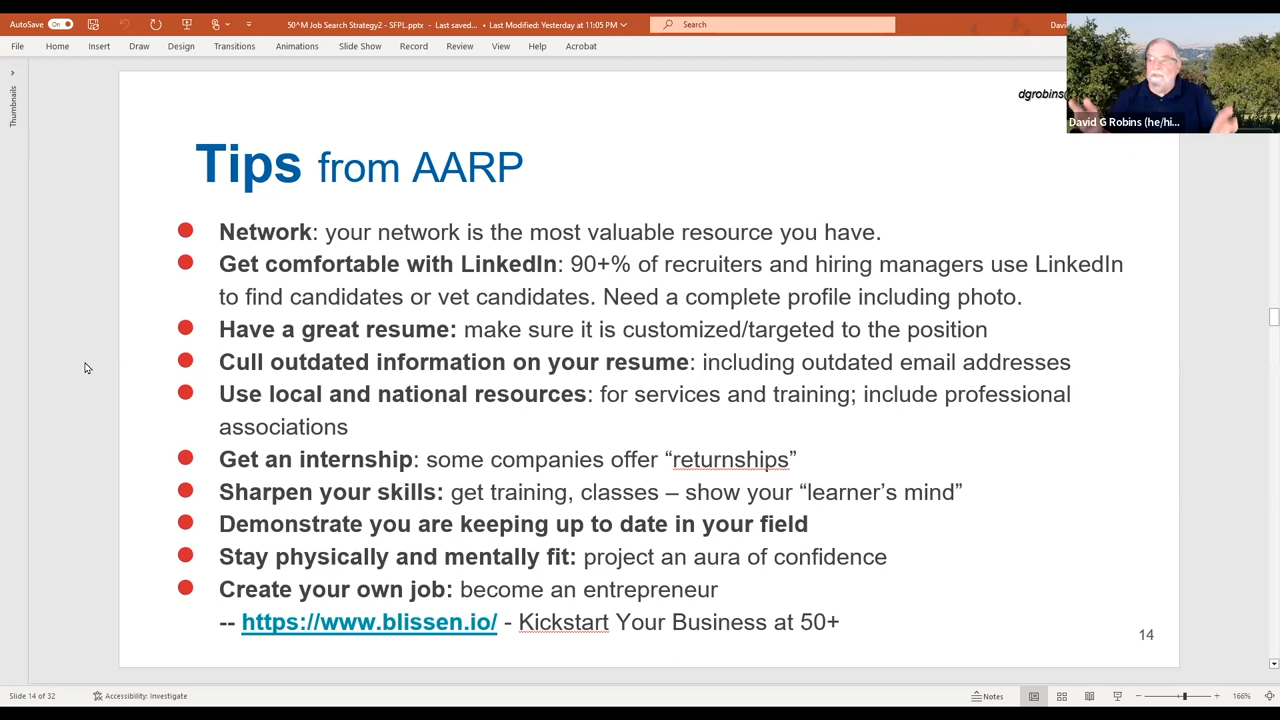 AutoSave On 50^M Job Search Strategy2 - SFPL.pptx - Last saved... • Last Modified: Yesterday at 11:05 PM Search
File Home Insert Draw Design Transitions Animations Slide Show Record Review View Help Acrobat
Thumbnails
David G Robins (he/hi...
Tips from AARP
Network: your network is the most valuable resource you have.
Get comfortable with LinkedIn: 90+% of recruiters and hiring managers use LinkedIn
to find candidates or vet candidates. Need a complete profile including photo.
Have a great resume: make sure it is customized/targeted to the position
Cull outdated information on your resume: including outdated email addresses
Use local and national resources: for services and training; include professional
associations
Get an internship: some companies offer “returnships”
Sharpen your skills: get training, classes – show your “learner’s mind”
Demonstrate you are keeping up to date in your field
Stay physically and mentally fit: project an aura of confidence
Create your own job: become an entrepreneur
-- https://www.blissen.io/ - Kickstart Your Business at 50+
14
Slide 14 of 32 Accessibility: Investigate Notes 166%